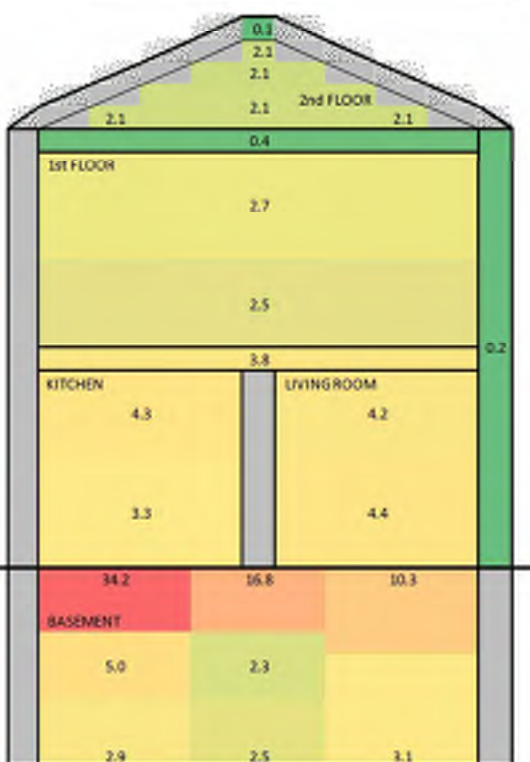 0.1
2.1
2.1
2.1 2nd FLOOR
2.1 2.1
0.4
1st FLOOR
2.7
2.5
0.2
3.8
KITCHEN LIVING ROOM
4.3 4.2
3.3 4.4
34.2 16.8 10.3
BASEMENT
5.0 2.3
2.9 2.5 3.1